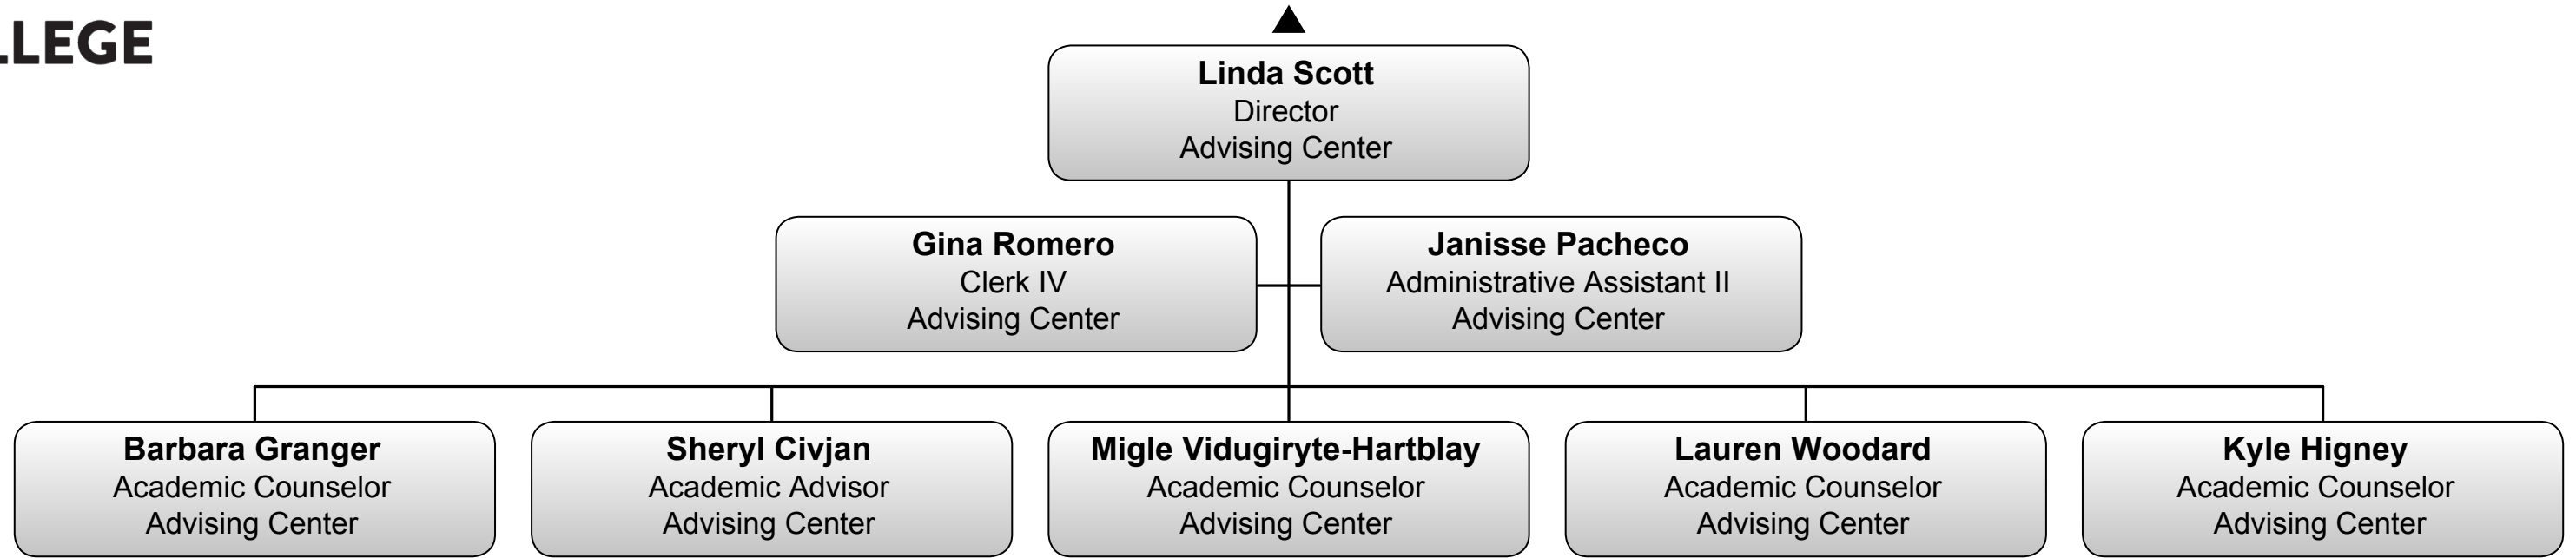 LLEGE
Linda Scott
Director
Advising Center
Gina Romero
Clerk IV
Advising Center
Janisse Pacheco
Administrative Assistant II
Advising Center
Barbara Granger
Academic Counselor
Advising Center
Sheryl Civjan
Academic Advisor
Advising Center
Migle Vidugiryte-Hartblay
Academic Counselor
Advising Center
Lauren Woodard
Academic Counselor
Advising Center
Kyle Higney
Academic Counselor
Advising Center